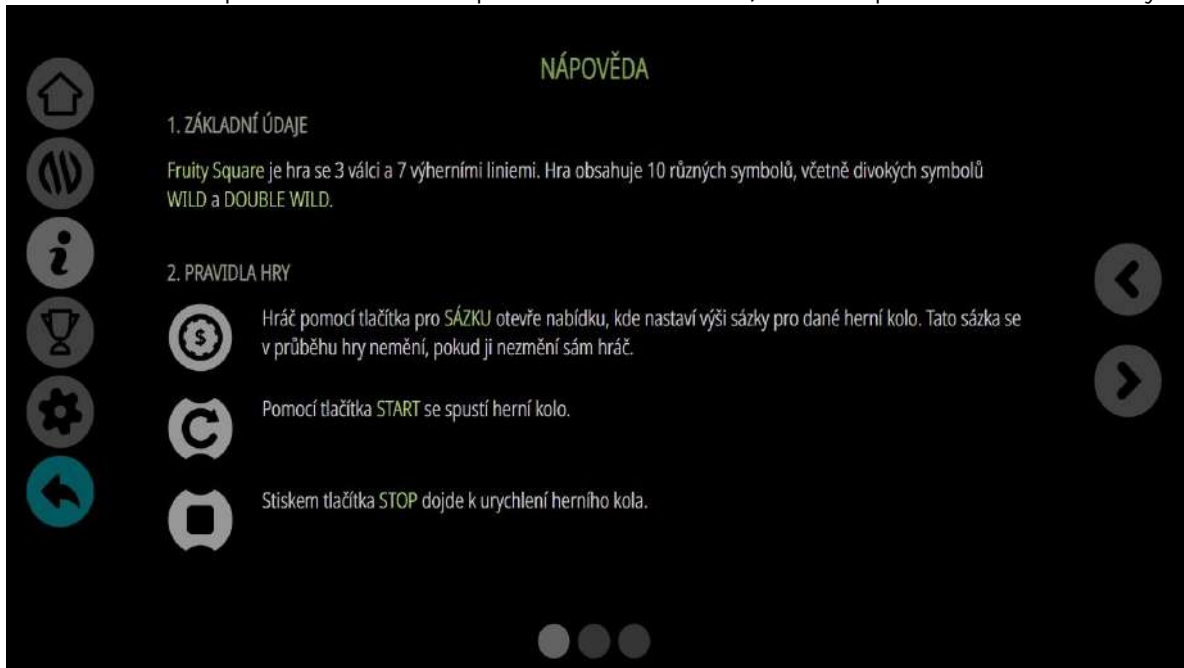 NÁPOVĚDA
1. ZÁKLADNÍ ÚDAJE
Fruity Square je hra se 3 válci a 7 výherními liniemi. Hra obsahuje 10 různých symbolů, včetně divokých symbolů
WILD a DOUBLE WILD.
2. PRAVIDLA HRY
Hráč pomocí tlačítka pro SÁZKU otevře nabídku, kde nastaví výši sázky pro dané herní kolo. Tato sázka se
v průběhu hry nemění, pokud ji nezmění sám hráč.
Pomocí tlačítka START se spustí herní kolo.
Stiskem tlačítka STOP dojde k urychlení herního kola.